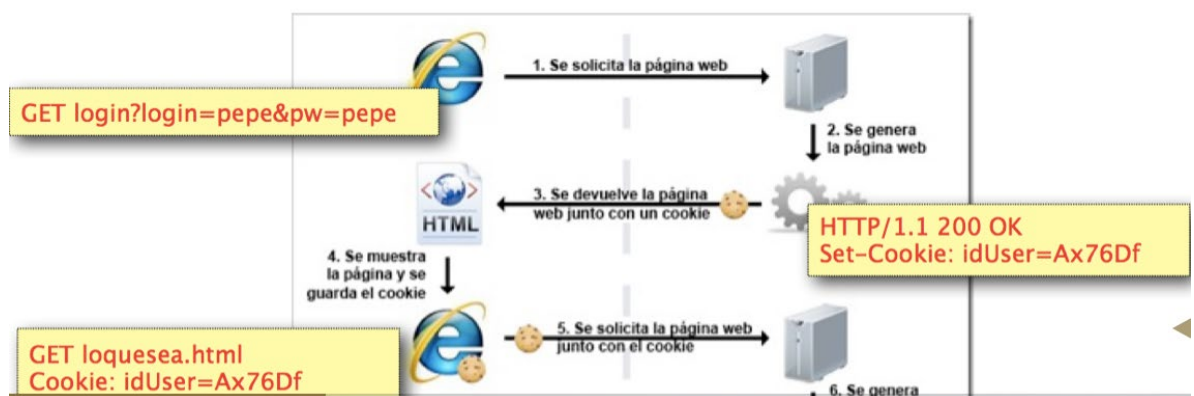 1. Se solicita la página web
GET login?login=pepe&pw=pepe
2. Se genera
la página web
3. Se devuelve la página
web junto con un cookie
HTML
HTTP/1.1 200 OK
Set-Cookie: idUser=Ax76Df
4. Se muestra
la página y se
guarda el cookie
5. Se solicita la página web
junto con el cookie
GET loquesea.html
Cookie: idUser=Ax76Df
6. Se genera